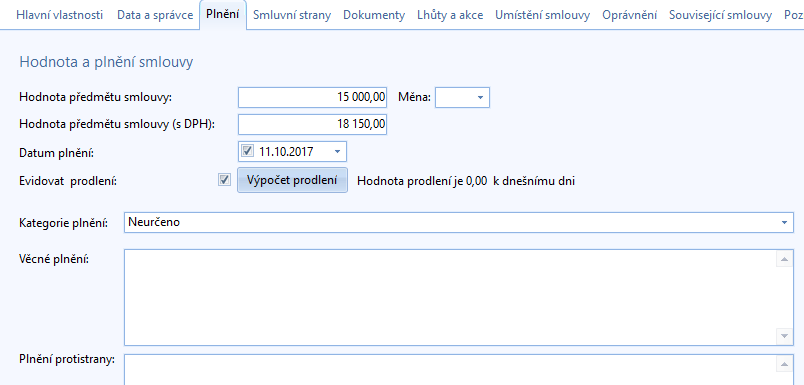 Hlavní vlastnosti Data a správce Plnění Smluvní strany Dokumenty Lhůty a akce Umístění smlouvy Oprávnění Související smlouvy Poz
Hodnota a plnění smlouvy
Hodnota předmětu smlouvy: 15 000,00 Měna:
Hodnota předmětu smlouvy (s DPH): 18 150,00
Datum plnění: 11.10.2017
Evidovat prodlení: Výpočet prodlení Hodnota prodlení je 0,00 k dnešnímu dni
Kategorie plnění: Neurčeno
Věcné plnění:
Plnění protistrany: